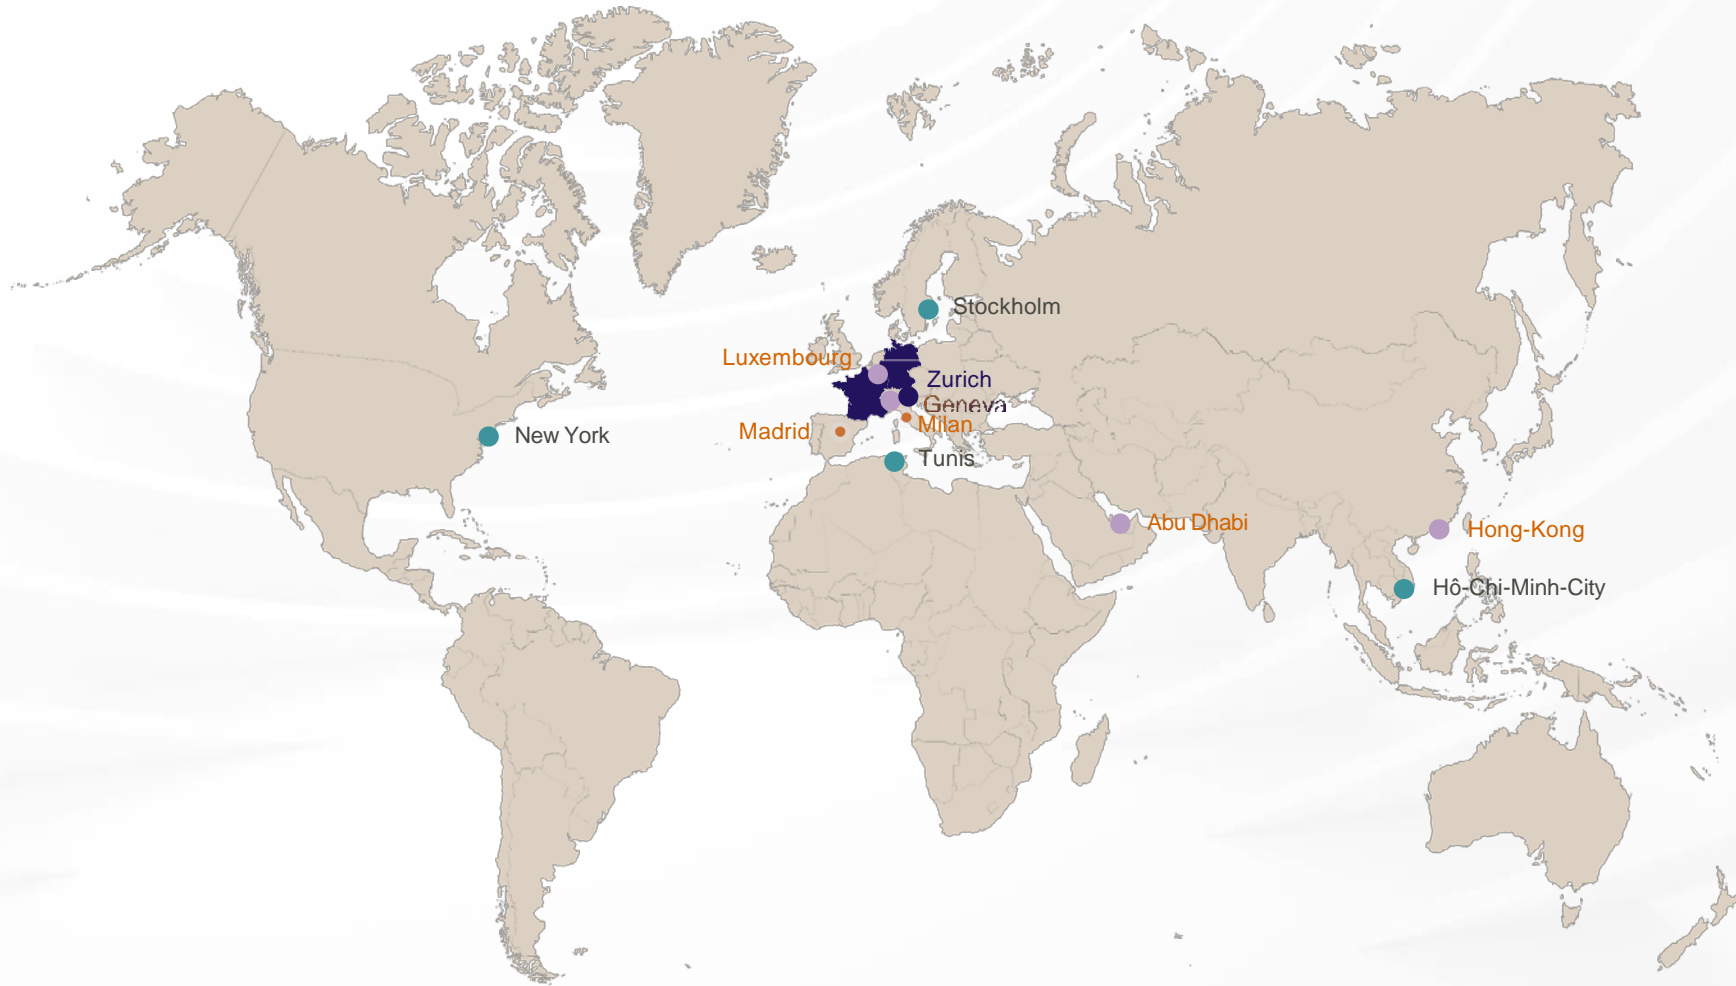 Stockholm
Luxembourg
Zurich
Geneva
Milan
Madrid
New York
Tunis
Abu Dhabi
Hong-Kong
Hô-Chi-Minh-City